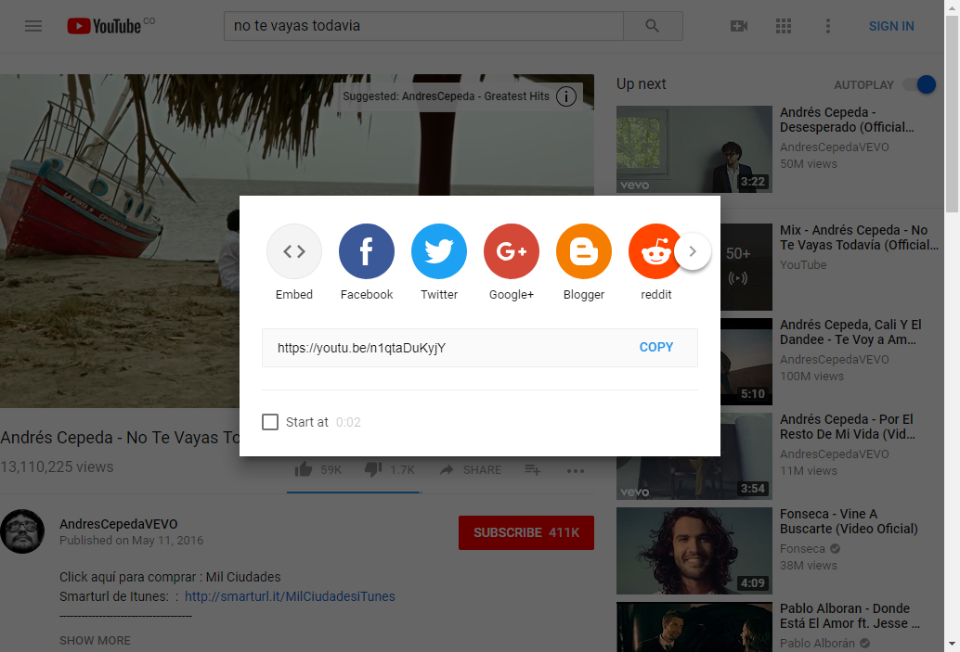 YouTube CO
no te vayas todavia
SIGN IN
Suggested: AndresCepeda - Greatest Hits
Embed
Facebook
Twitter
G+
Google+
Blogger
reddit
https://youtu.be/n1qtaDuKyjY
COPY
Start at 0:02
Andrés Cepeda - No Te Vayas To
13,110,225 views
59K
1.7K
SHARE
AndresCepedaVEVO
Published on May 11, 2016
SUBSCRIBE 411K
Click aquí para comprar : Mil Ciudades
Smarturl de Itunes: : http://smarturl.it/MilCiudadesiTunes
----------------------------------------
SHOW MORE
Up next
AUTOPLAY
vevo
3:22
Andrés Cepeda -
Desesperado (Official...
AndresCepedaVEVO
50M views
50+
Mix - Andrés Cepeda - No
Te Vayas Todavía (Official...
YouTube
5:10
Andrés Cepeda, Cali Y El
Dandee - Te Voy a Am...
AndresCepedaVEVO
100M views
vevo
3:54
Andrés Cepeda - Por El
Resto De Mi Vida (Vid...
AndresCepedaVEVO
11M views
4:09
Fonseca - Vine A
Buscarte (Video Oficial)
Fonseca
38M views
Pablo Alboran - Donde
Está El Amor ft. Jesse ...
Pablo Alborán